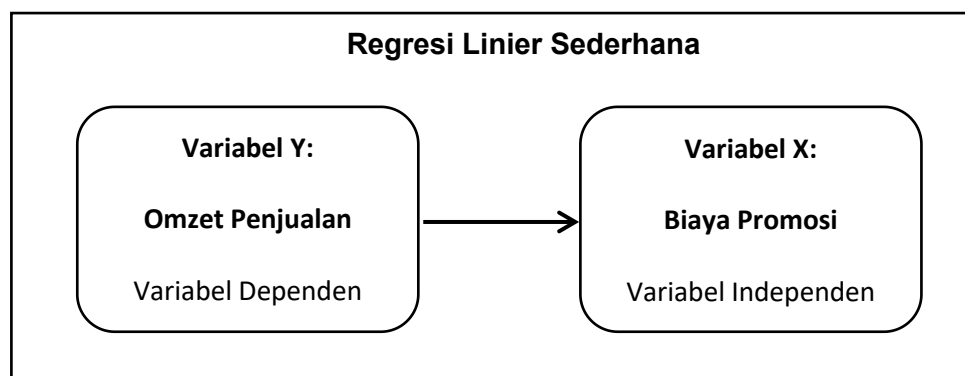 Regresi Linier Sederhana
Variabel Y:
Omzet Penjualan
Variabel Dependen
Variabel X:
Biaya Promosi
Variabel Independen